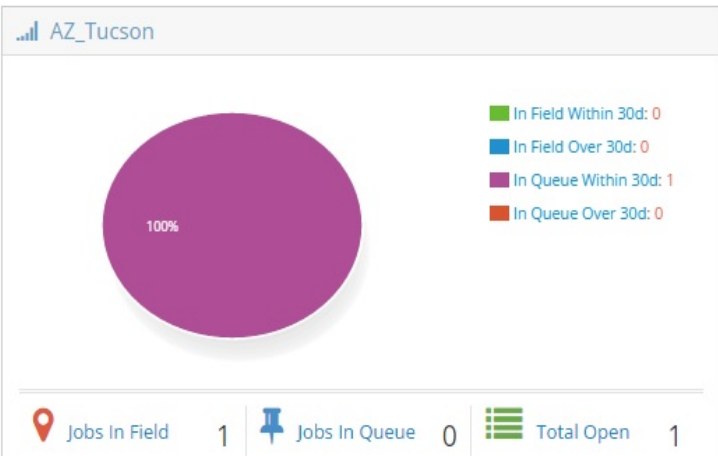 AZ_Tucson
In Field Within 30d: 0
In Field Over 30d: 0
In Queue Within 30d: 1
In Queue Over 30d: 0
100%
Jobs In Field 1 Jobs In Queue 0 Total Open 1